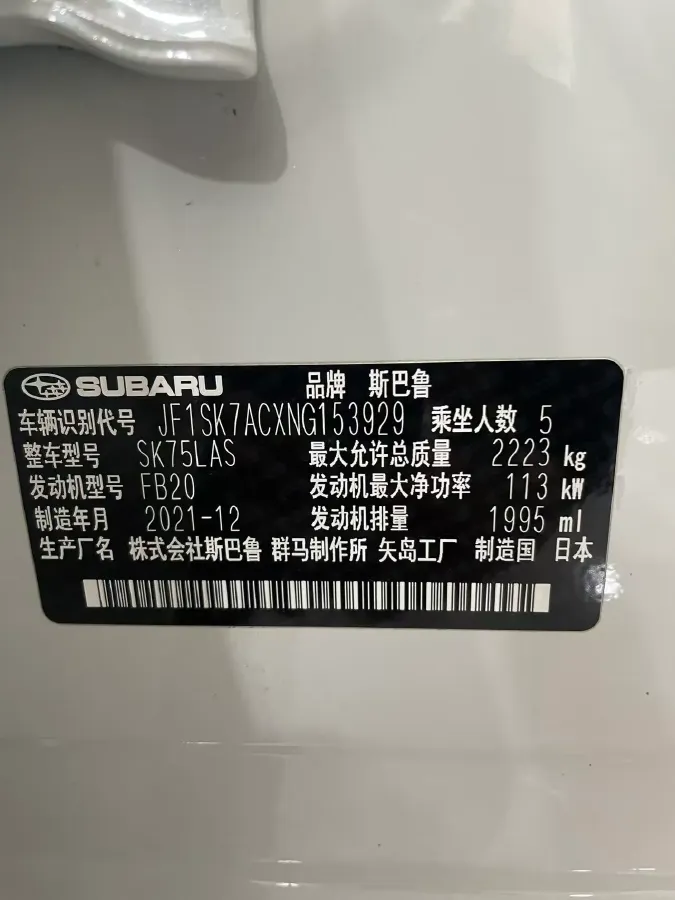 SUBARU 品牌 斯巴鲁
车辆识别代号 JF1SK7ACXNG153929 乘坐人数 5
整车型号 SK75LAS 最大允许总质量 2223 kg
发动机型号 FB20 发动机最大净功率 113 kW
制造年月 2021-12 发动机排量 1995 ml
生产厂名 株式会社斯巴鲁 群马制作所 矢岛工厂 制造国 日本